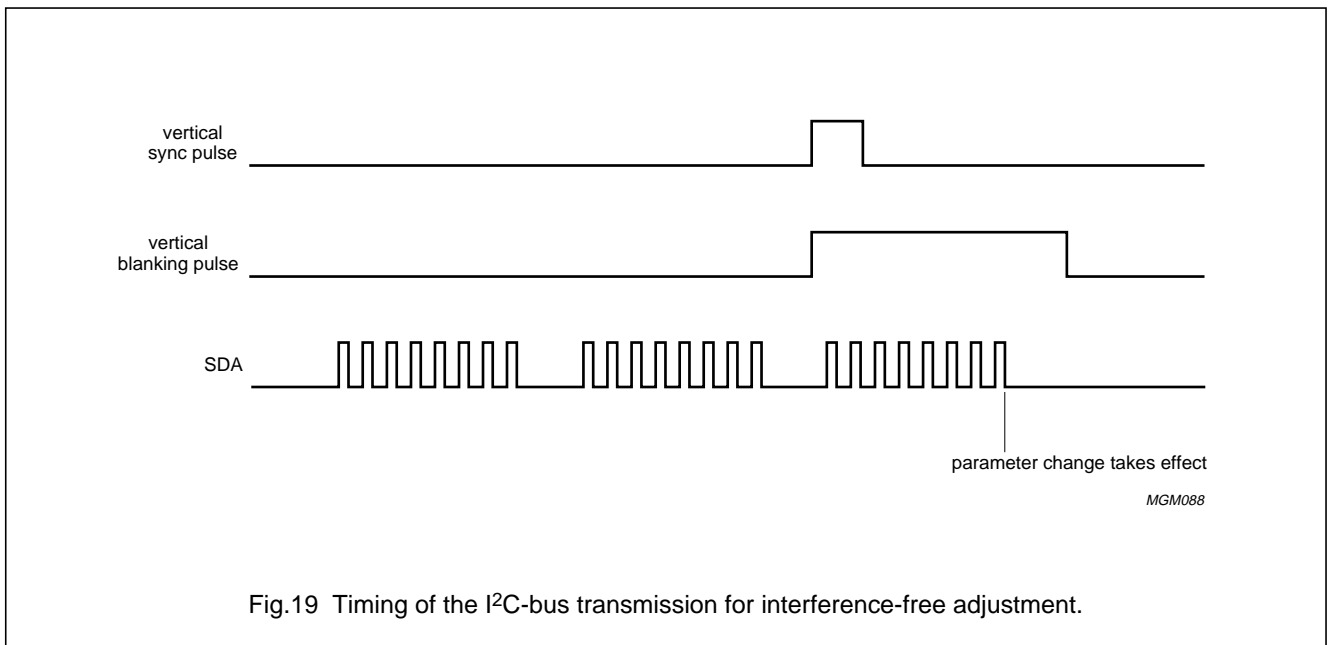 vertical
sync pulse
vertical
blanking pulse
SDA
parameter change takes effect
MGM088
Fig.19 Timing of the I²C-bus transmission for interference-free adjustment.